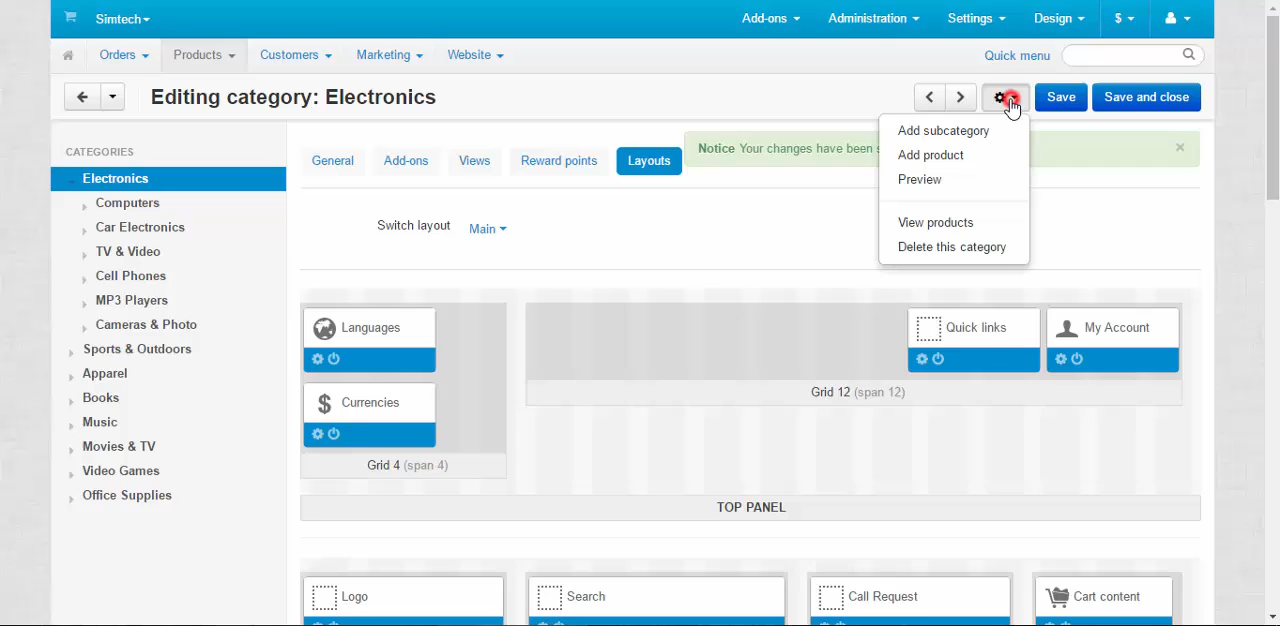 Simtech
Add-ons
Administration
Settings
Design
$
Orders
Products
Customers
Marketing
Website
Quick menu
Editing category: Electronics
Save
Save and close
Add subcategory
Add product
Preview
View products
Delete this category
CATEGORIES
Electronics
Computers
Car Electronics
TV & Video
Cell Phones
MP3 Players
Cameras & Photo
Sports & Outdoors
Apparel
Books
Music
Movies & TV
Video Games
Office Supplies
General
Add-ons
Views
Reward points
Layouts
Notice Your changes have been
Switch layout
Main
Languages
Currencies
Grid 4 (span 4)
Quick links
My Account
Grid 12 (span 12)
TOP PANEL
Logo
Search
Call Request
Cart content